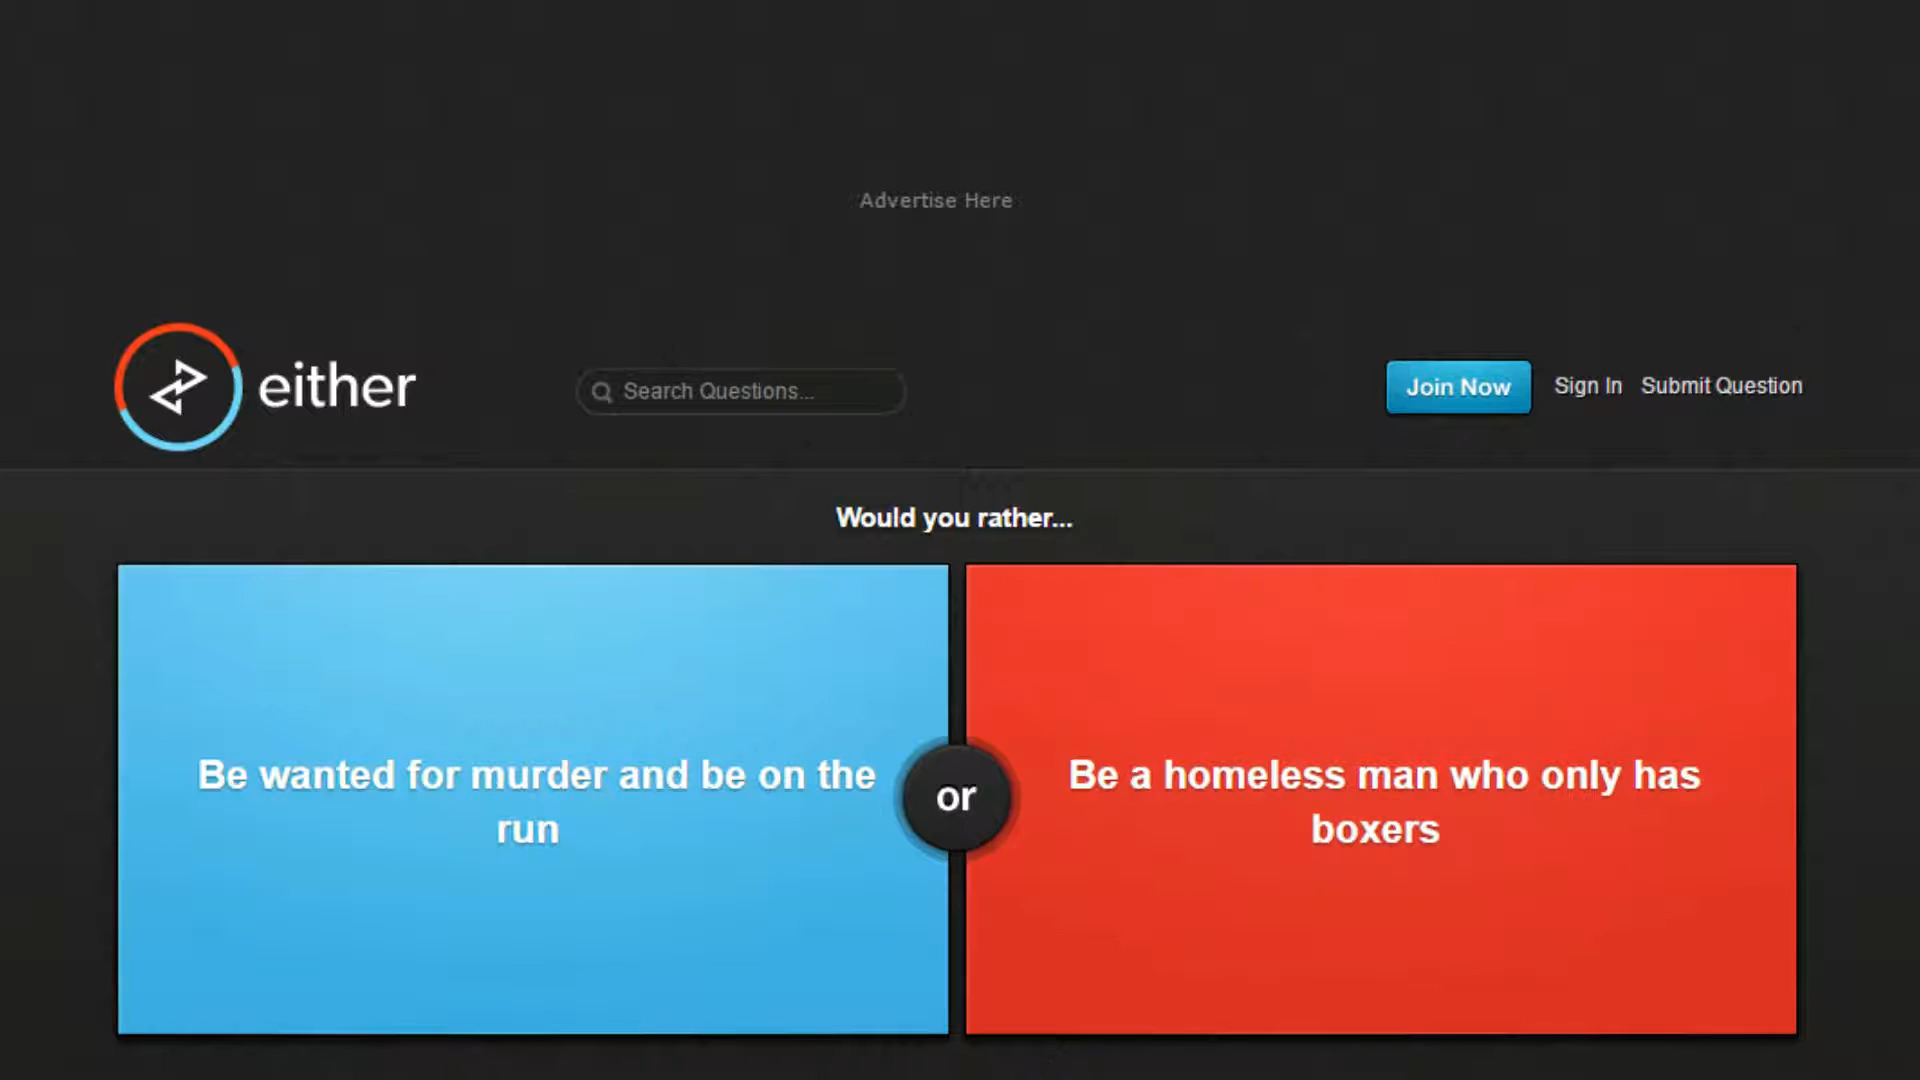 Advertise Here
either
Search Questions...
Join Now
Sign In
Submit Question
Would you rather...
Be wanted for murder and be on the
run
or
Be a homeless man who only has
boxers